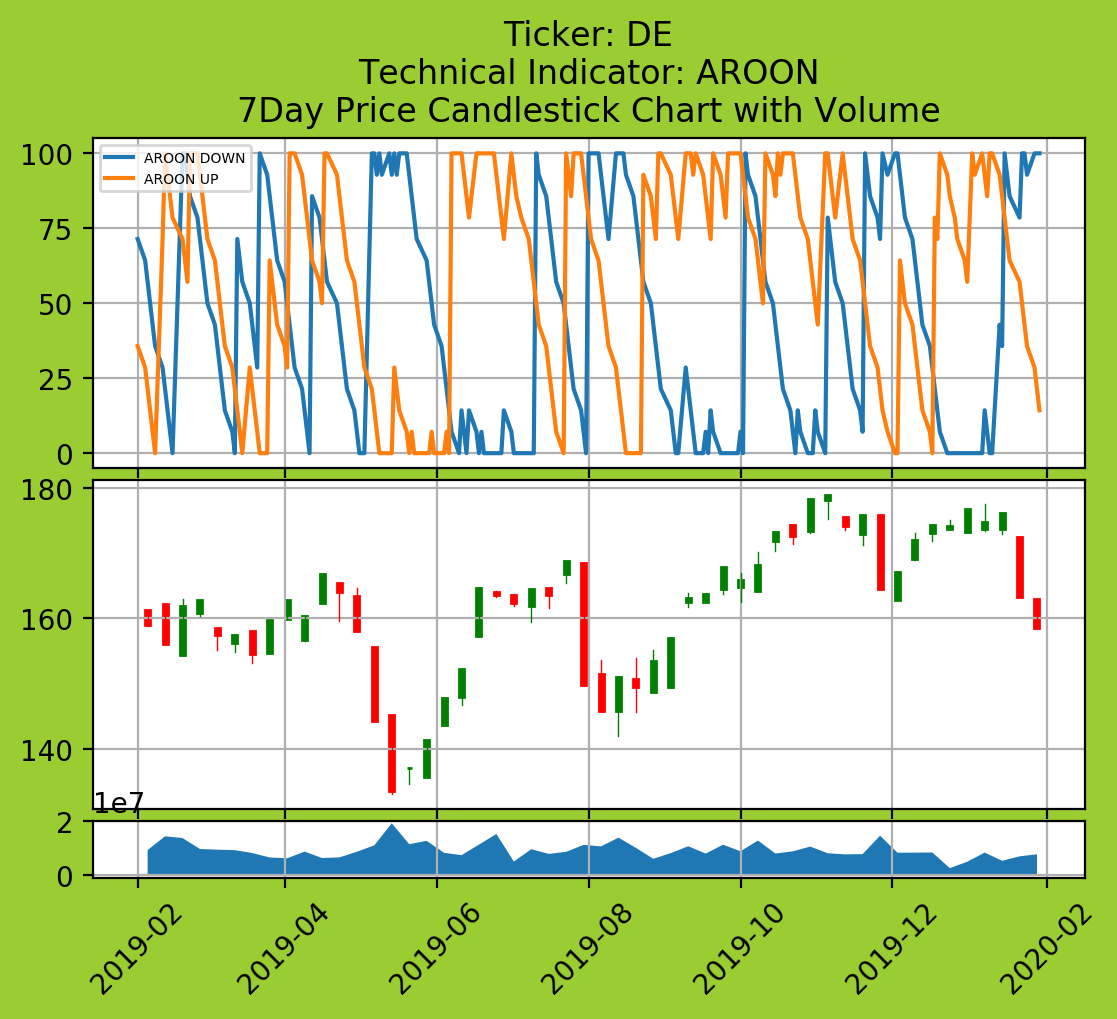 Ticker: DE
Technical Indicator: AROON
7Day Price Candlestick Chart with Volume
100
AROON DOWN
AROON UP
75
50
25
0
180
160
140
1e7
2
0
2019-02
2019-04
2019-06
2019-08
2019-10
2019-12
2020-02